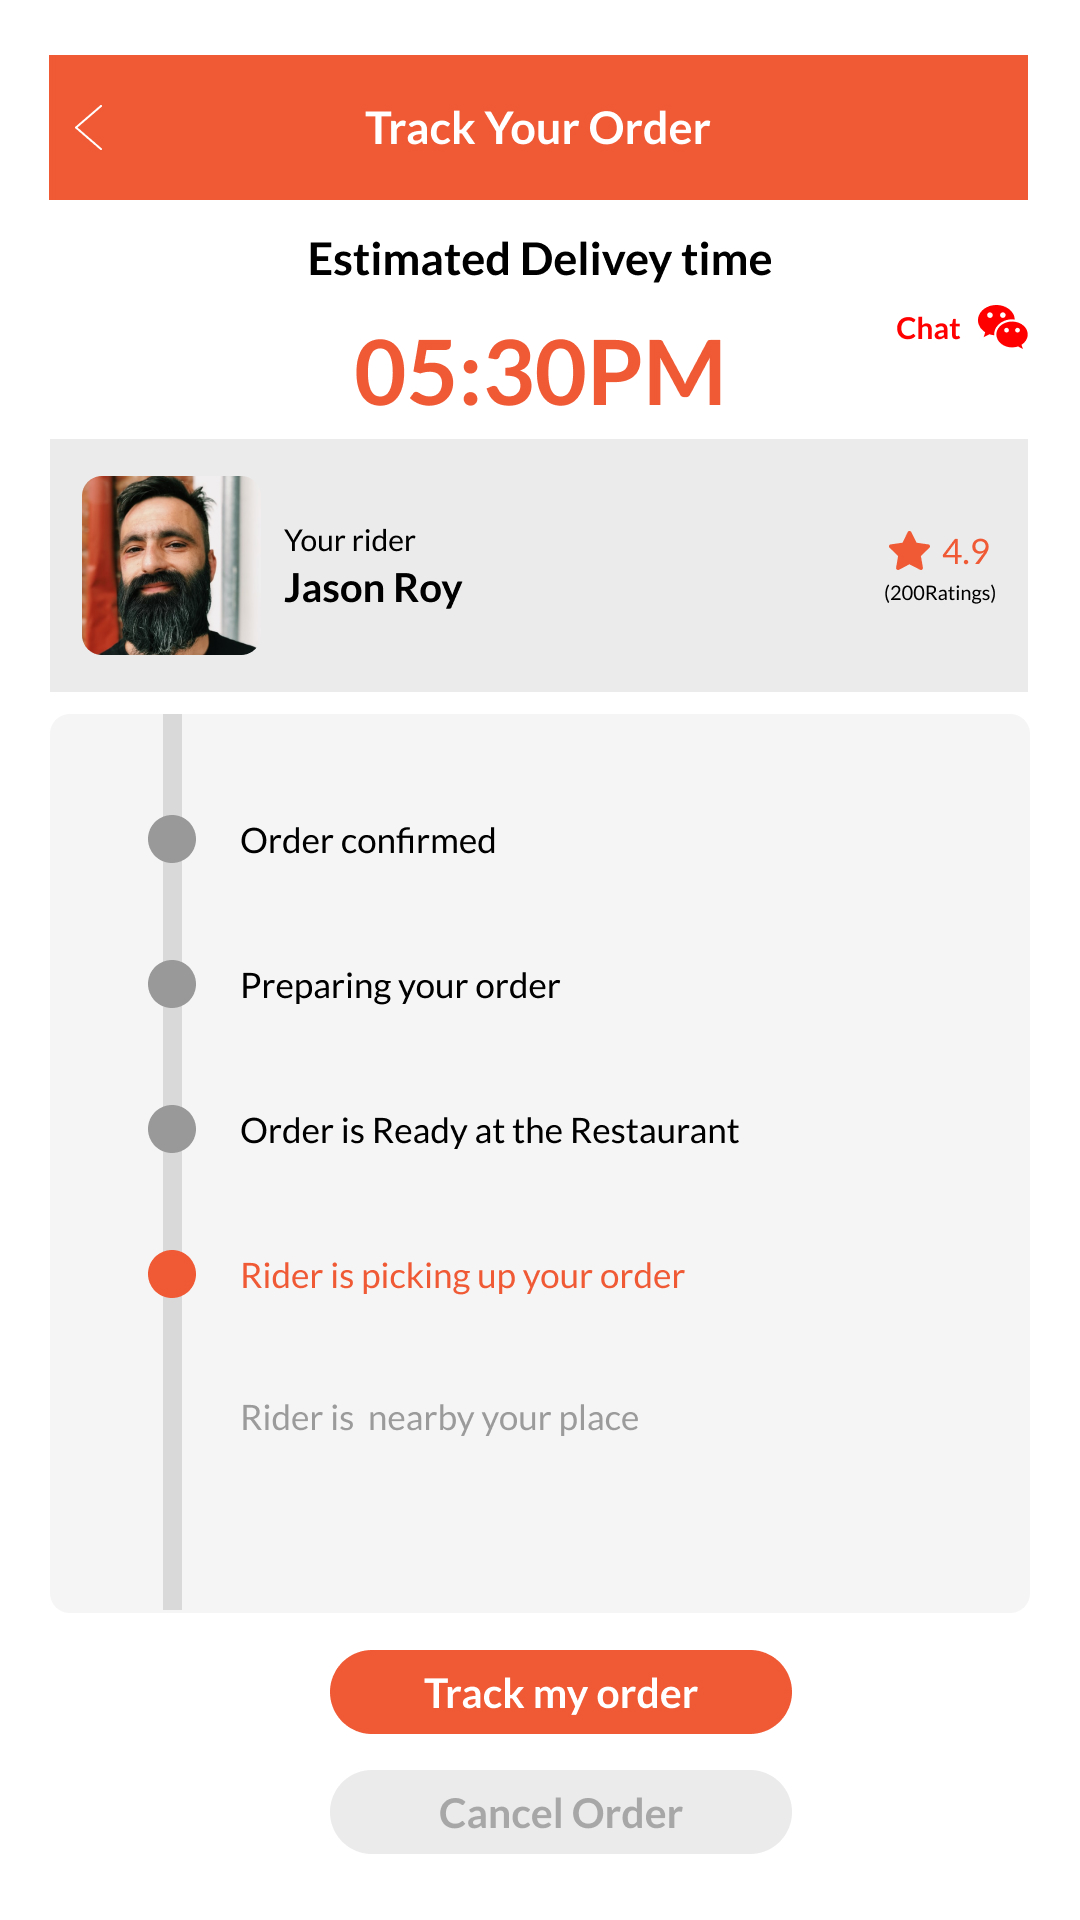 Track Your Order
Estimated Delivey time
Chat
05:30PM
Your rider
Jason Roy
4.9
(200Ratings)
Order confirmed
Preparing your order
Order is Ready at the Restaurant
Rider is picking up your order
Rider is  nearby your place
Track my order
Cancel Order